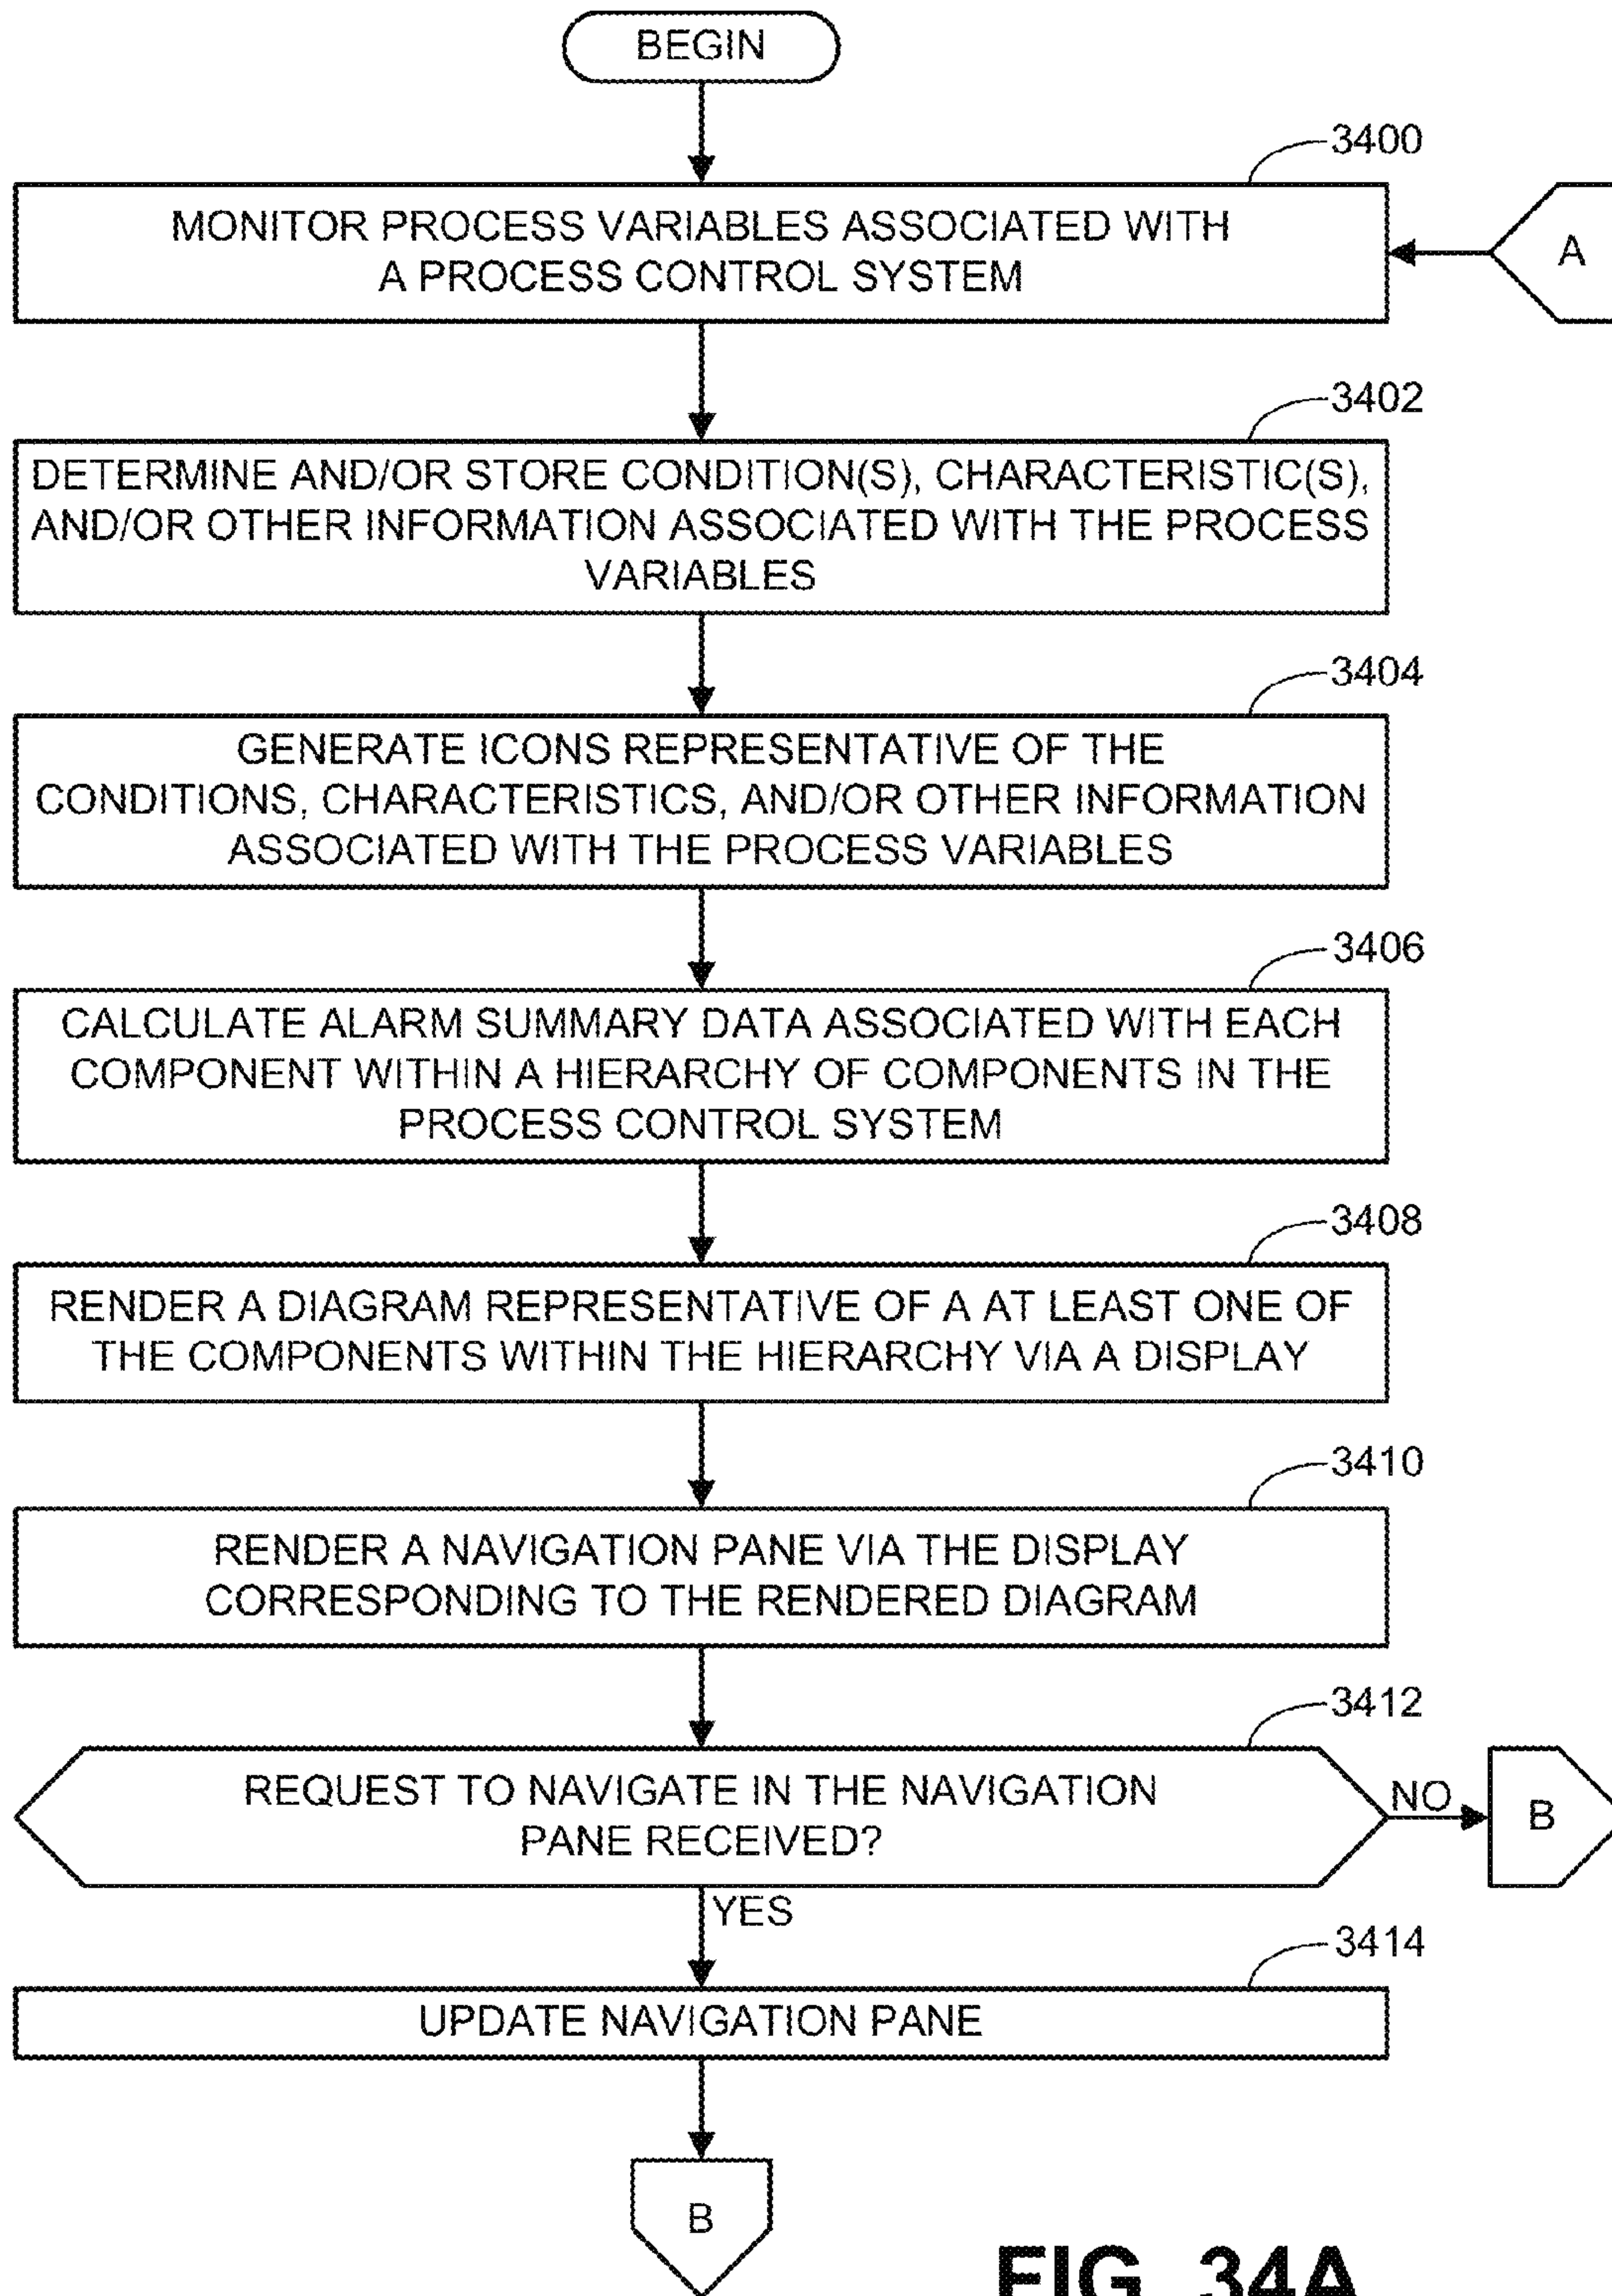 BEGIN
3400
MONITOR PROCESS VARIABLES ASSOCIATED WITH
A PROCESS CONTROL SYSTEM
A
3402
DETERMINE AND/OR STORE CONDITION(S), CHARACTERISTIC(S),
AND/OR OTHER INFORMATION ASSOCIATED WITH THE PROCESS
VARIABLES
3404
GENERATE ICONS REPRESENTATIVE OF THE
CONDITIONS, CHARACTERISTICS, AND/OR OTHER INFORMATION
ASSOCIATED WITH THE PROCESS VARIABLES
3406
CALCULATE ALARM SUMMARY DATA ASSOCIATED WITH EACH
COMPONENT WITHIN A HIERARCHY OF COMPONENTS IN THE
PROCESS CONTROL SYSTEM
3408
RENDER A DIAGRAM REPRESENTATIVE OF A AT LEAST ONE OF
THE COMPONENTS WITHIN THE HIERARCHY VIA A DISPLAY
3410
RENDER A NAVIGATION PANE VIA THE DISPLAY
CORRESPONDING TO THE RENDERED DIAGRAM
3412
REQUEST TO NAVIGATE IN THE NAVIGATION
PANE RECEIVED?
NO
B
YES
3414
UPDATE NAVIGATION PANE
B
FIG. 34A